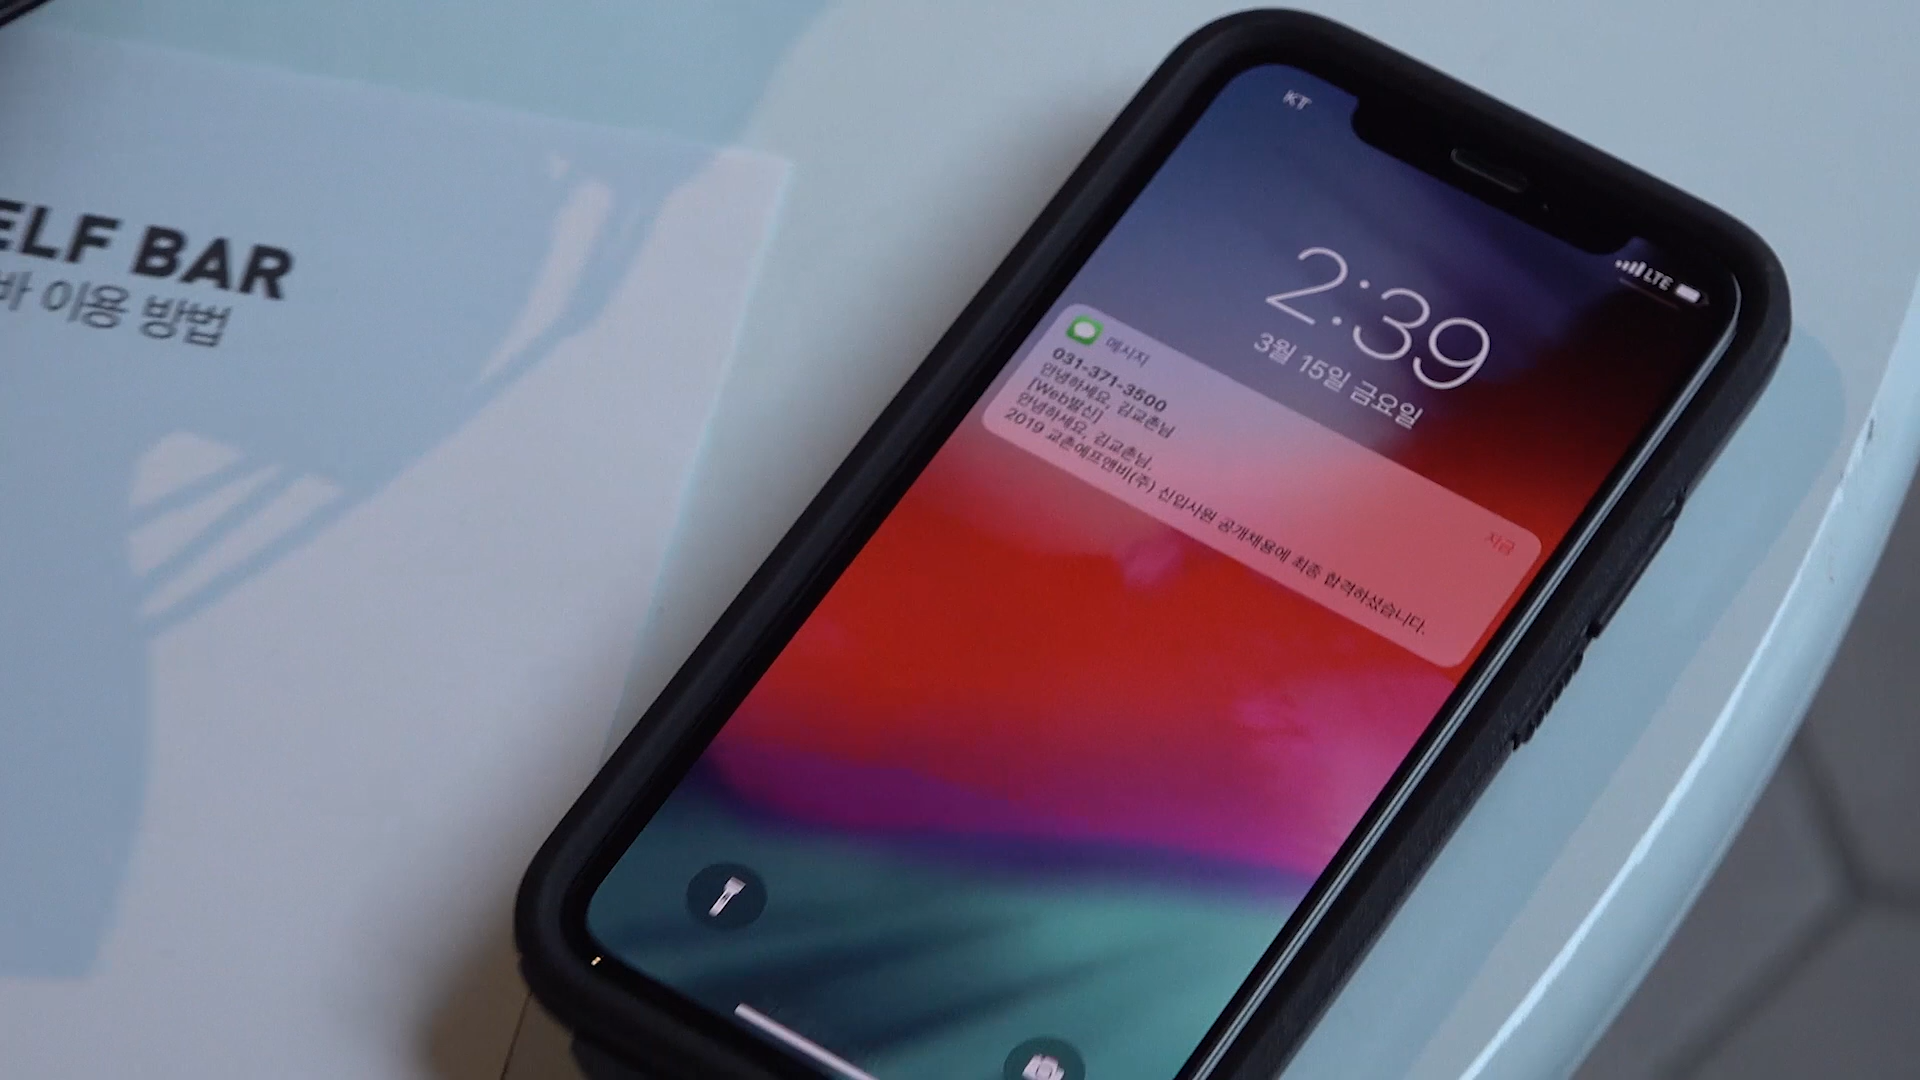 ELF BAR
바 이용 방법
KT
LTE
2:39
3월 15일 금요일
메시지
지금
031-371-3500
안녕하세요, 김교촌님
[Web발신]
안녕하세요, 김교촌님.
2019 교촌에프앤비(주) 신입사원 공개채용에 최종 합격하셨습니다.